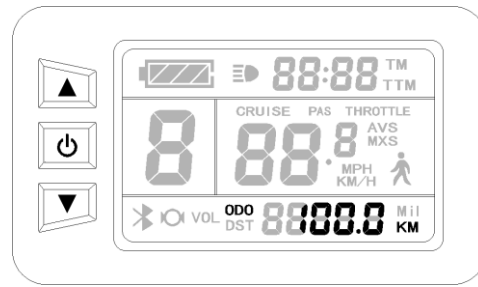 88:88 TM
TTM
8
CRUISE PAS THROTTLE
88.8 AVS
MXS
MPH
KM/H
VOL ODO
DST 88100.0 Mil
KM